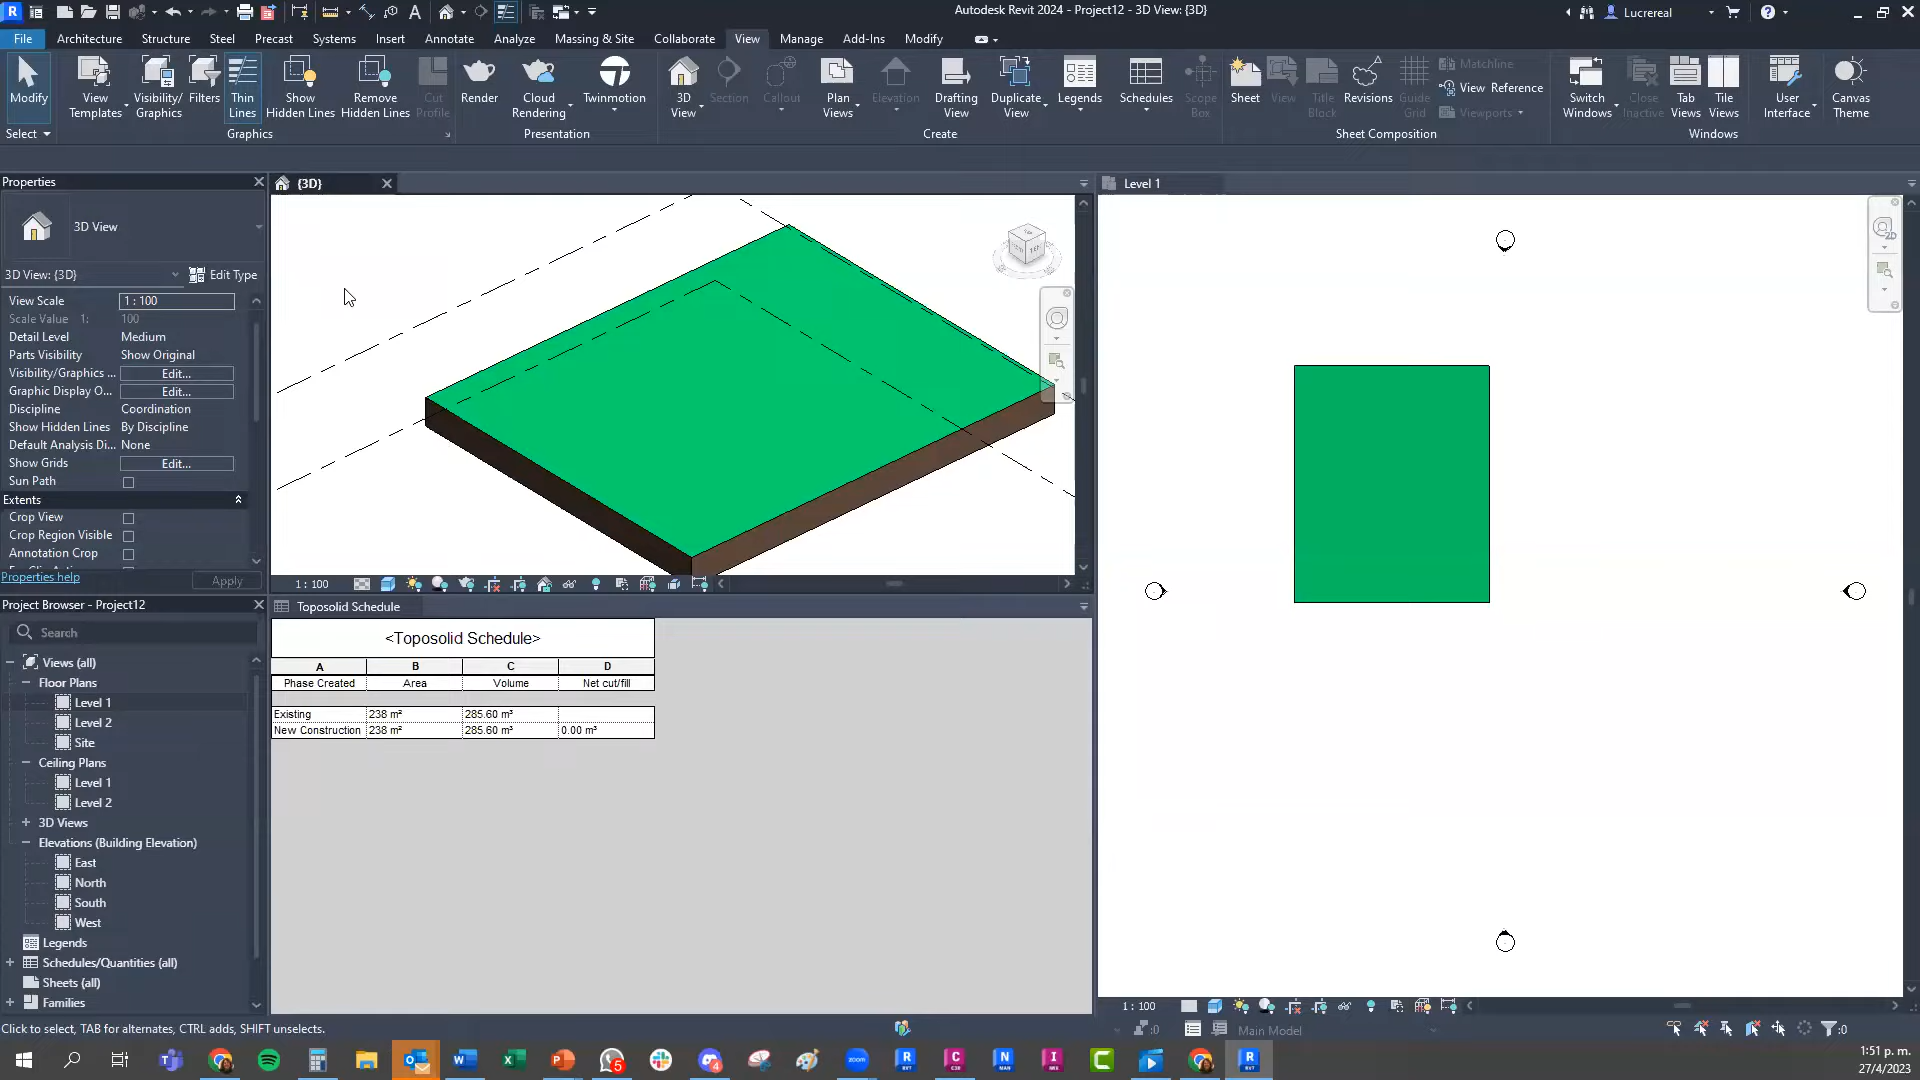 Autodesk Revit 2024 - Project12 - 3D View: {3D}
Lucrereal
File Architecture Structure Steel Precast Systems Insert Annotate Analyze Massing & Site Collaborate View Manage Add-Ins Modify
Modify
View Templates
Visibility/ Graphics
Filters
Thin Lines
Show Hidden Lines
Remove Hidden Lines
Cut Profile
Render
Cloud Rendering
Twinmotion
3D View
Section
Callout
Plan Views
Elevation
Drafting View
Duplicate View
Legends
Schedules
Scope Box
Sheet
View
Title Block
Revisions
Guide Grid
Matchline
View Reference
Viewports
Switch Windows
Close Inactive
Tab Views
Tile Views
User Interface
Canvas Theme
Select Graphics Presentation Create Sheet Composition Windows
Properties
3D View
3D View: {3D} Edit Type
View Scale 1 : 100
Scale Value 1: 100
Detail Level Medium
Parts Visibility Show Original
Visibility/Graphics ... Edit...
Graphic Display O... Edit...
Discipline Coordination
Show Hidden Lines By Discipline
Default Analysis Di... None
Show Grids Edit...
Sun Path
Extents
Crop View
Crop Region Visible
Annotation Crop
Properties help Apply
Project Browser - Project12
Search
Views (all)
Floor Plans
Level 1
Level 2
Site
Ceiling Plans
Level 1
Level 2
3D Views
Elevations (Building Elevation)
East
North
South
West
Legends
Schedules/Quantities (all)
Sheets (all)
Families
{3D}
1 : 100
Toposolid Schedule
<Toposolid Schedule>
A B C D
Phase Created Area Volume Net cut/fill
Existing 238 m² 285.60 m³
New Construction 238 m² 285.60 m³ 0.00 m³
Level 1
1 : 100
Click to select, TAB for alternates, CTRL adds, SHIFT unselects.
:0
Main Model
:0
1:51 p. m.
27/4/2023